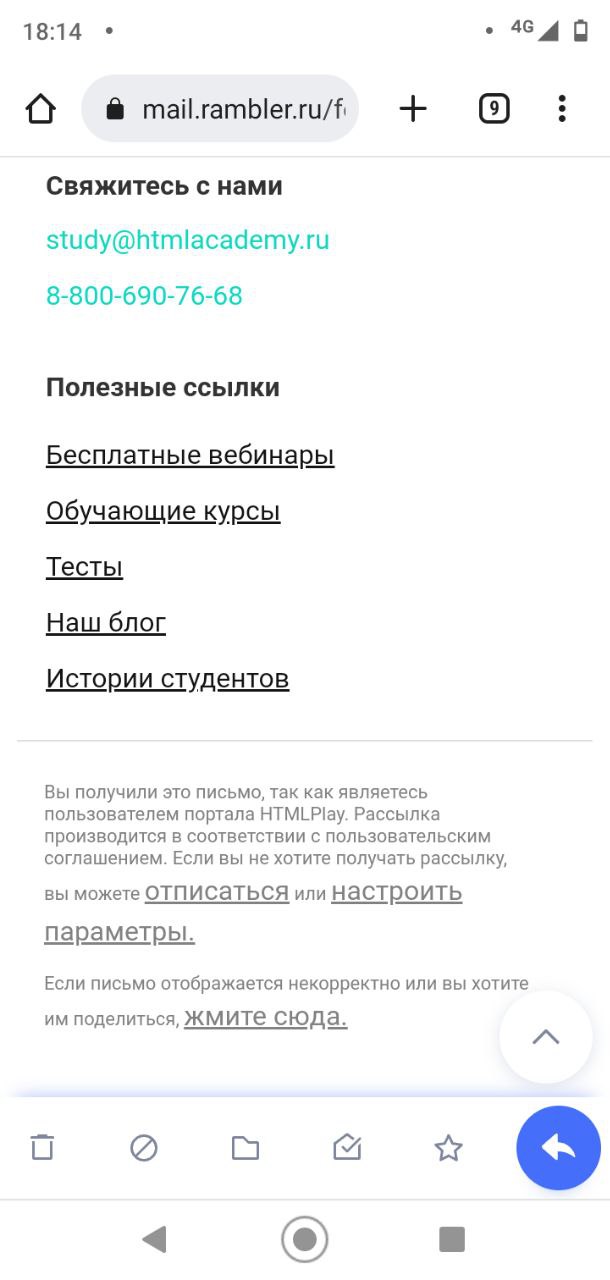 18:14
4G
mail.rambler.ru/f
9
Свяжитесь с нами
study@htmlacademy.ru
8-800-690-76-68
Полезные ссылки
Бесплатные вебинары
Обучающие курсы
Тесты
Наш блог
Истории студентов
Вы получили это письмо, так как являетесь
пользователем портала HTMLPlay. Рассылка
производится в соответствии с пользовательским
соглашением. Если вы не хотите получать рассылку,
вы можете отписаться или настроить
параметры.
Если письмо отображается некорректно или вы хотите
им поделиться, жмите сюда.